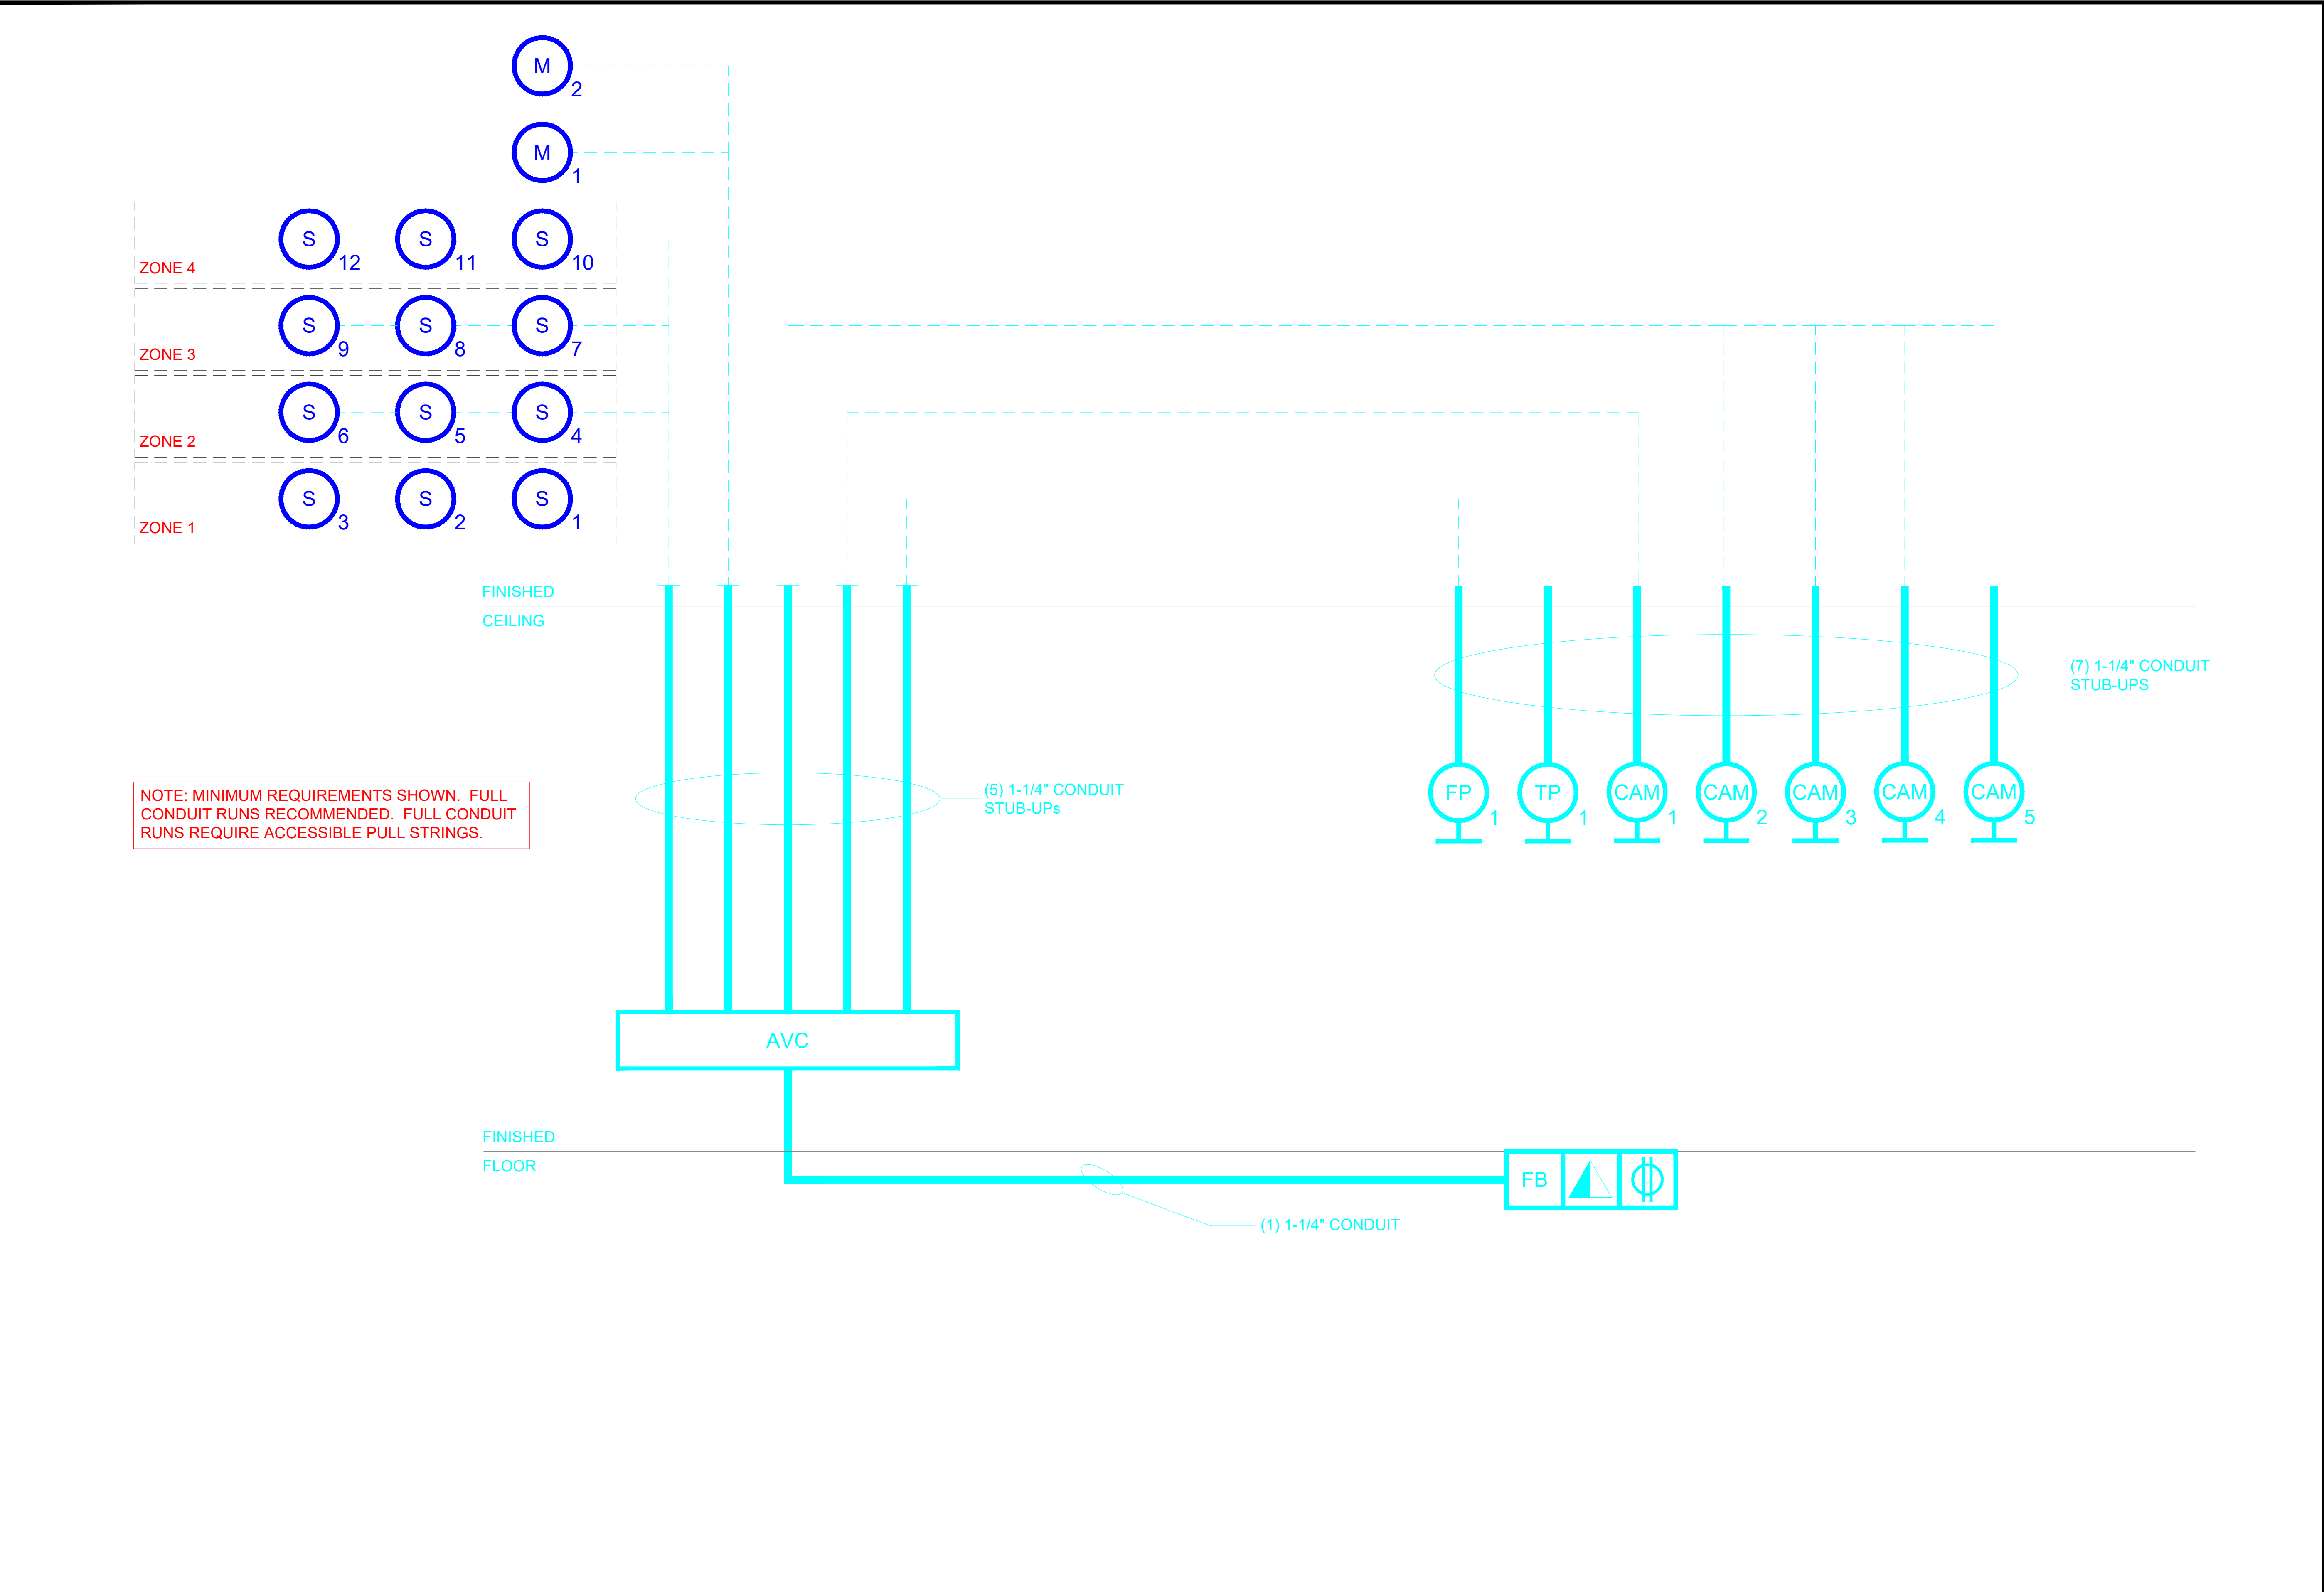 M
2
M
1
S
12
S
11
S
10
ZONE 4
S
9
S
8
S
7
ZONE 3
S
6
S
5
S
4
ZONE 2
S
3
S
2
S
1
ZONE 1
FINISHED
CEILING
(7) 1-1/4" CONDUIT
STUB-UPS
(5) 1-1/4" CONDUIT
STUB-UPs
NOTE: MINIMUM REQUIREMENTS SHOWN. FULL
CONDUIT RUNS RECOMMENDED. FULL CONDUIT
RUNS REQUIRE ACCESSIBLE PULL STRINGS.
FP
1
TP
1
CAM
1
CAM
2
CAM
3
CAM
4
CAM
5
AVC
FINISHED
FLOOR
FB
(1) 1-1/4" CONDUIT